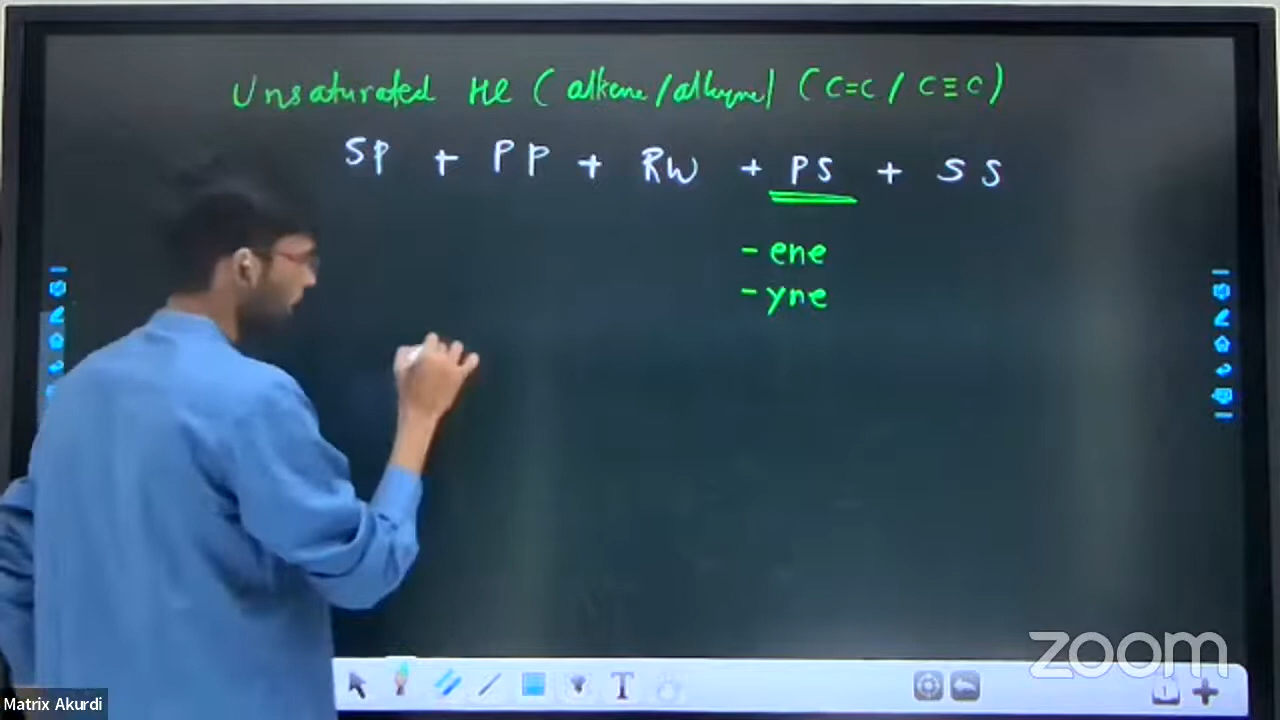 Unsaturated HC (alkene/alkyne) (C=C / C≡C)
SP + PP + RW + PS + SS
- ene
- yne
zoom
Matrix Akurdi